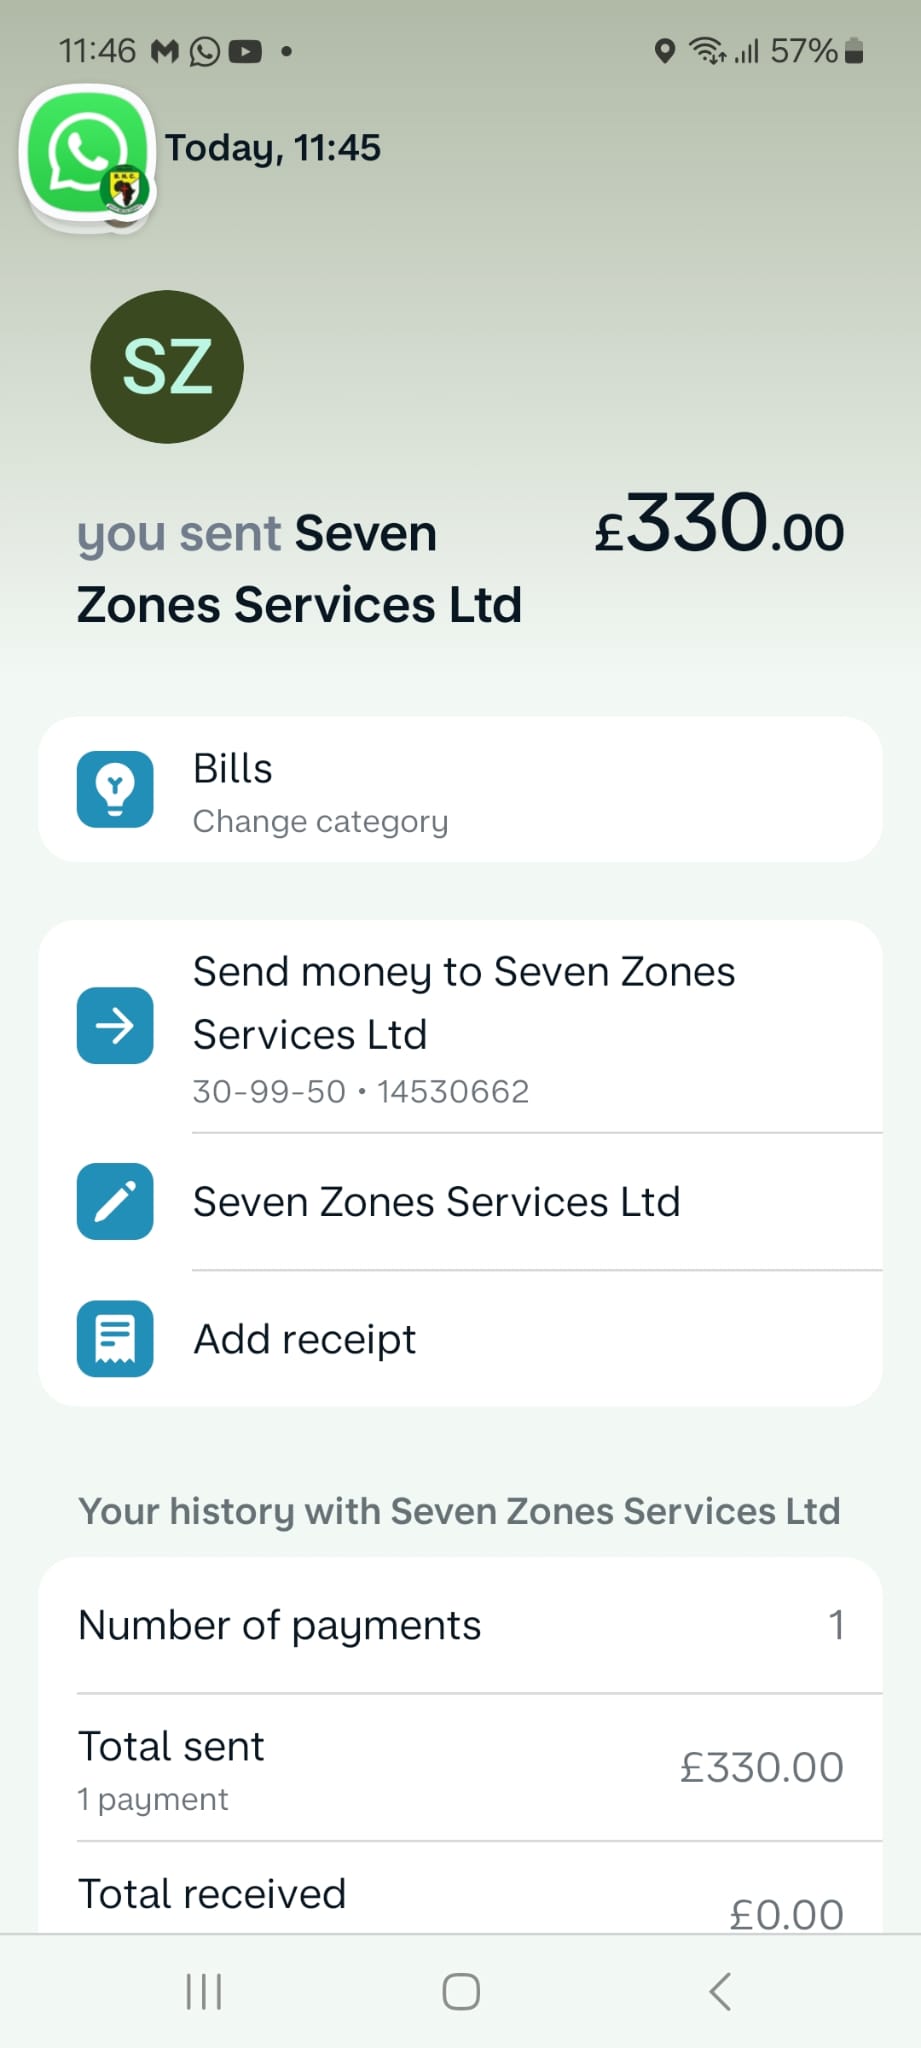 11:46 57%
Today, 11:45
SZ
you sent Seven £330.00
Zones Services Ltd
Bills
Change category
Send money to Seven Zones
Services Ltd
30-99-50 • 14530662
Seven Zones Services Ltd
Add receipt
Your history with Seven Zones Services Ltd
Number of payments 1
Total sent £330.00
1 payment
Total received £0.00